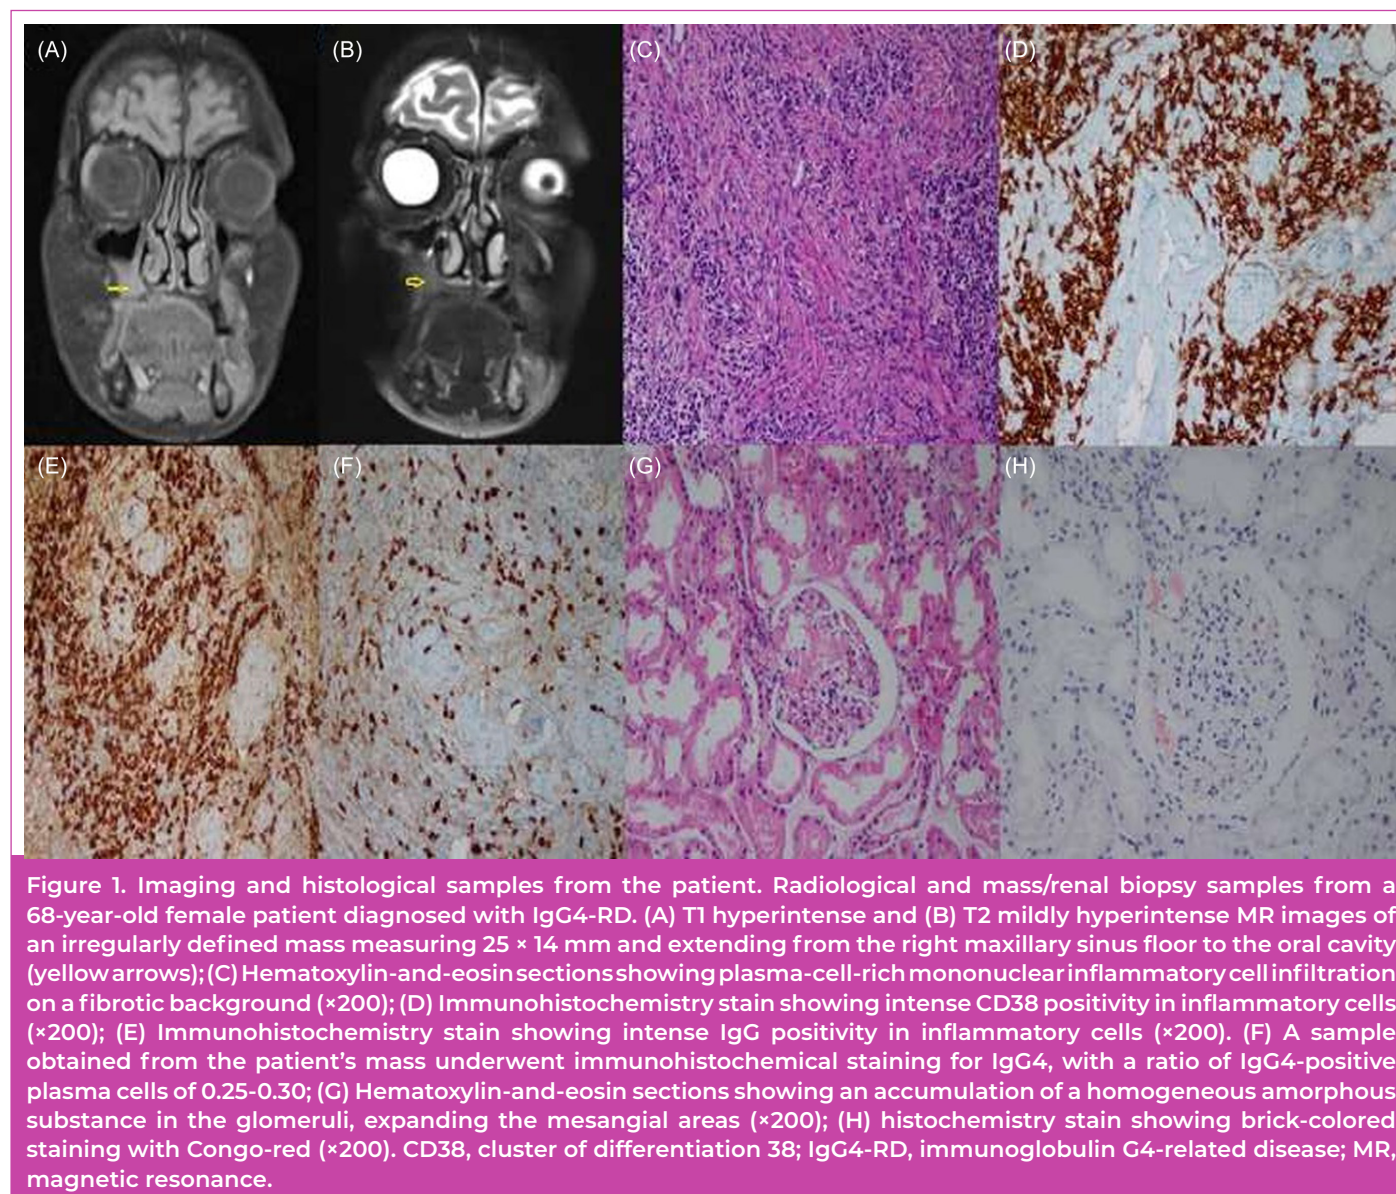 (A)
(B)
(C)
(D)
(E)
(F)
(G)
(H)
Figure 1. Imaging and histological samples from the patient. Radiological and mass/renal biopsy samples from a
68-year-old female patient diagnosed with IgG4-RD. (A) T1 hyperintense and (B) T2 mildly hyperintense MR images of
an irregularly defined mass measuring 25 × 14 mm and extending from the right maxillary sinus floor to the oral cavity
(yellow arrows); (C) Hematoxylin-and-eosin sections showing plasma-cell-rich mononuclear inflammatory cell infiltration
on a fibrotic background (×200); (D) Immunohistochemistry stain showing intense CD38 positivity in inflammatory cells
(×200); (E) Immunohistochemistry stain showing intense IgG positivity in inflammatory cells (×200). (F) A sample
obtained from the patient’s mass underwent immunohistochemical staining for IgG4, with a ratio of IgG4-positive
plasma cells of 0.25-0.30; (G) Hematoxylin-and-eosin sections showing an accumulation of a homogeneous amorphous
substance in the glomeruli, expanding the mesangial areas (×200); (H) histochemistry stain showing brick-colored
staining with Congo-red (×200). CD38, cluster of differentiation 38; IgG4-RD, immunoglobulin G4-related disease; MR,
magnetic resonance.